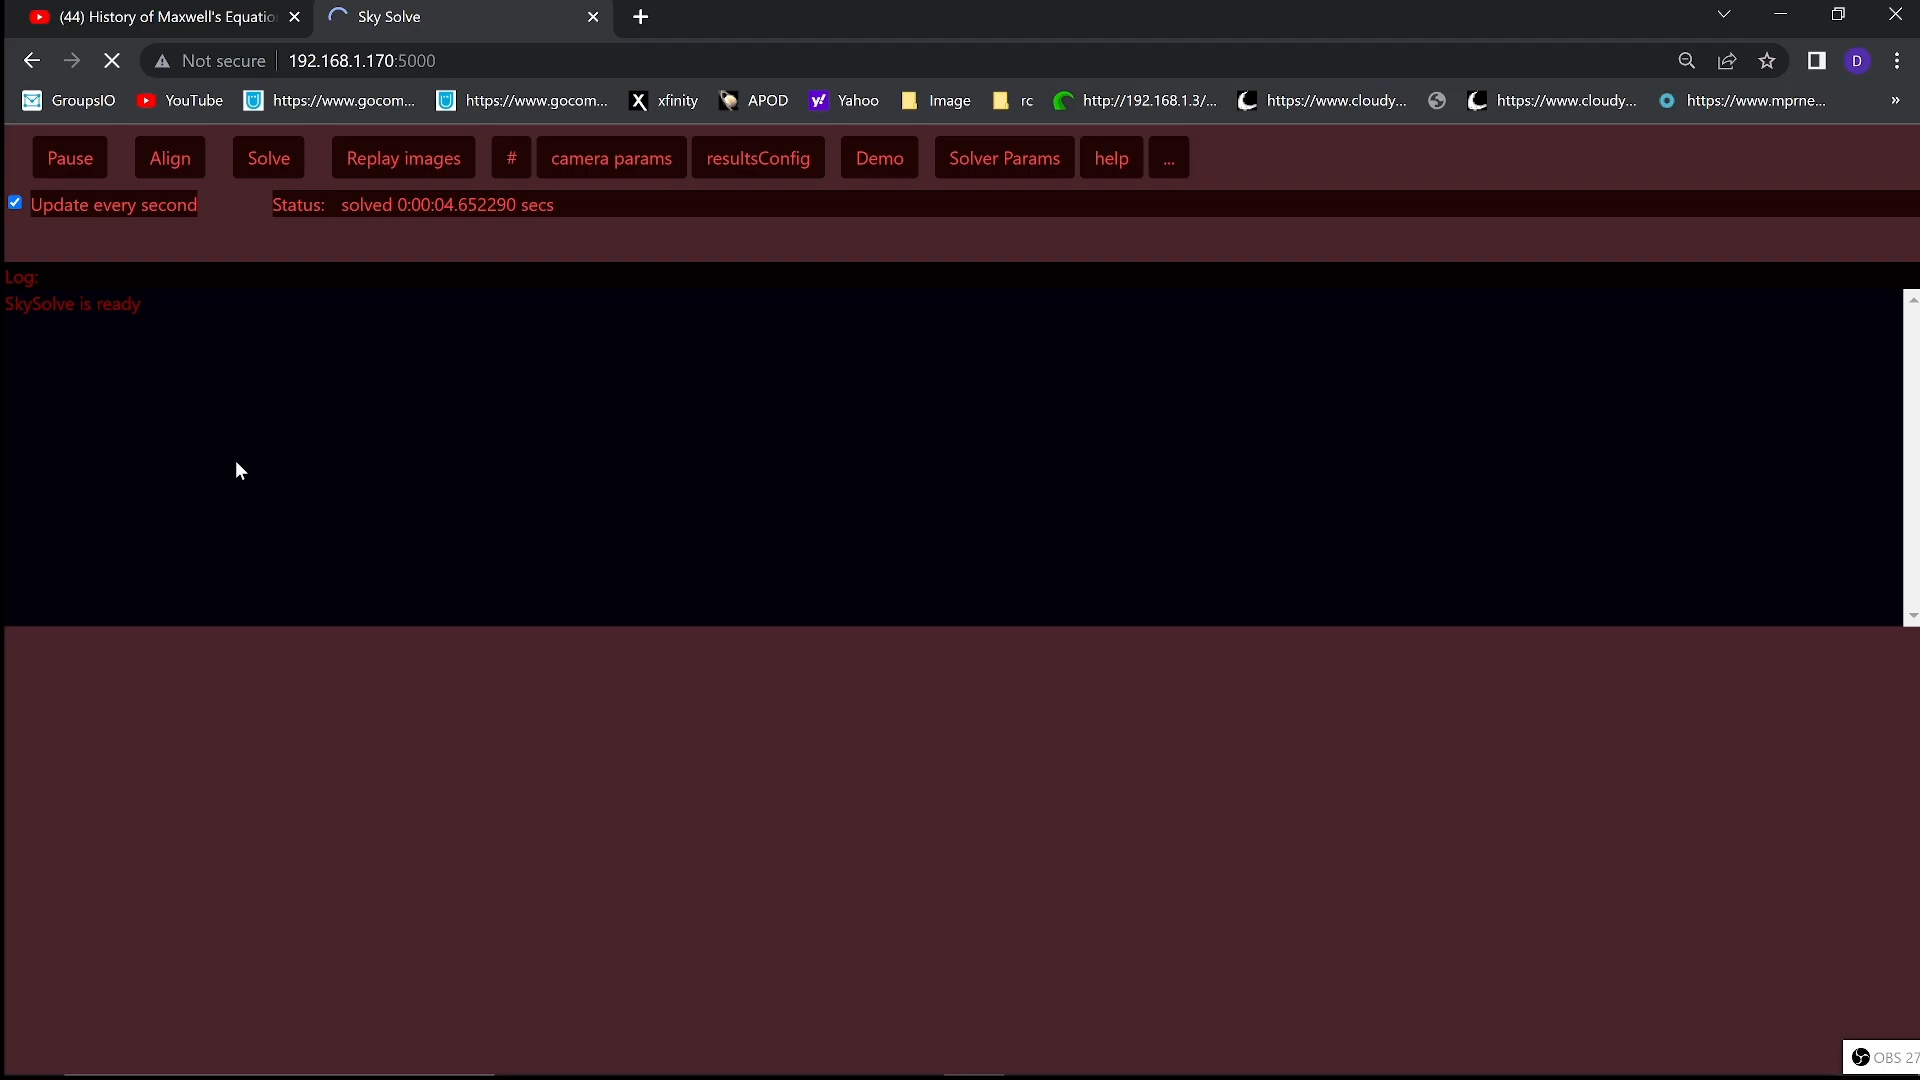 (44) History of Maxwell's Equatio
Sky Solve
Not secure
192.168.1.170:5000
D
GroupsIO
YouTube
https://www.gocom...
https://www.gocom...
xfinity
APOD
Yahoo
Image
rc
http://192.168.1.3/...
https://www.cloudy...
https://www.cloudy...
https://www.mprne...
»
Pause
Align
Solve
Replay images
#
camera params
resultsConfig
Demo
Solver Params
help
...
Update every second
Status: solved 0:00:04.652290 secs
Log:
SkySolve is ready
OBS 27